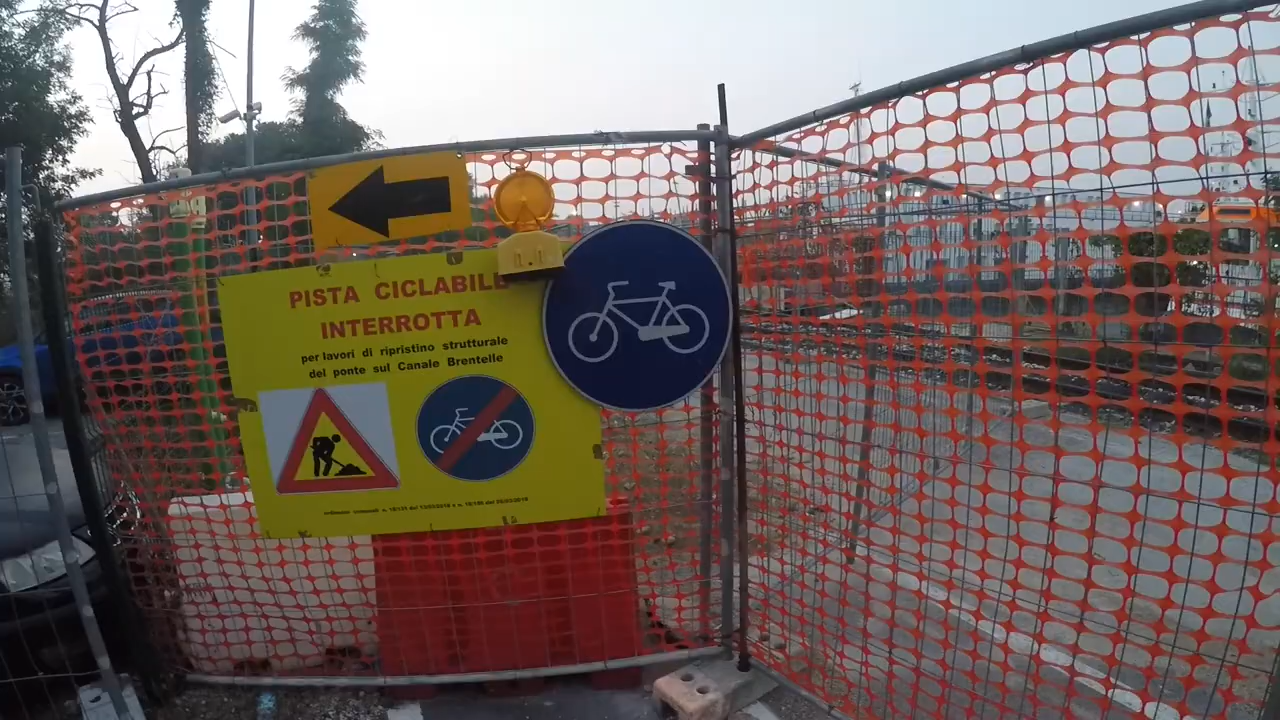 PISTA CICLABILE
INTERROTTA
per lavori di ripristino strutturale
del ponte sul Canale Brentelle